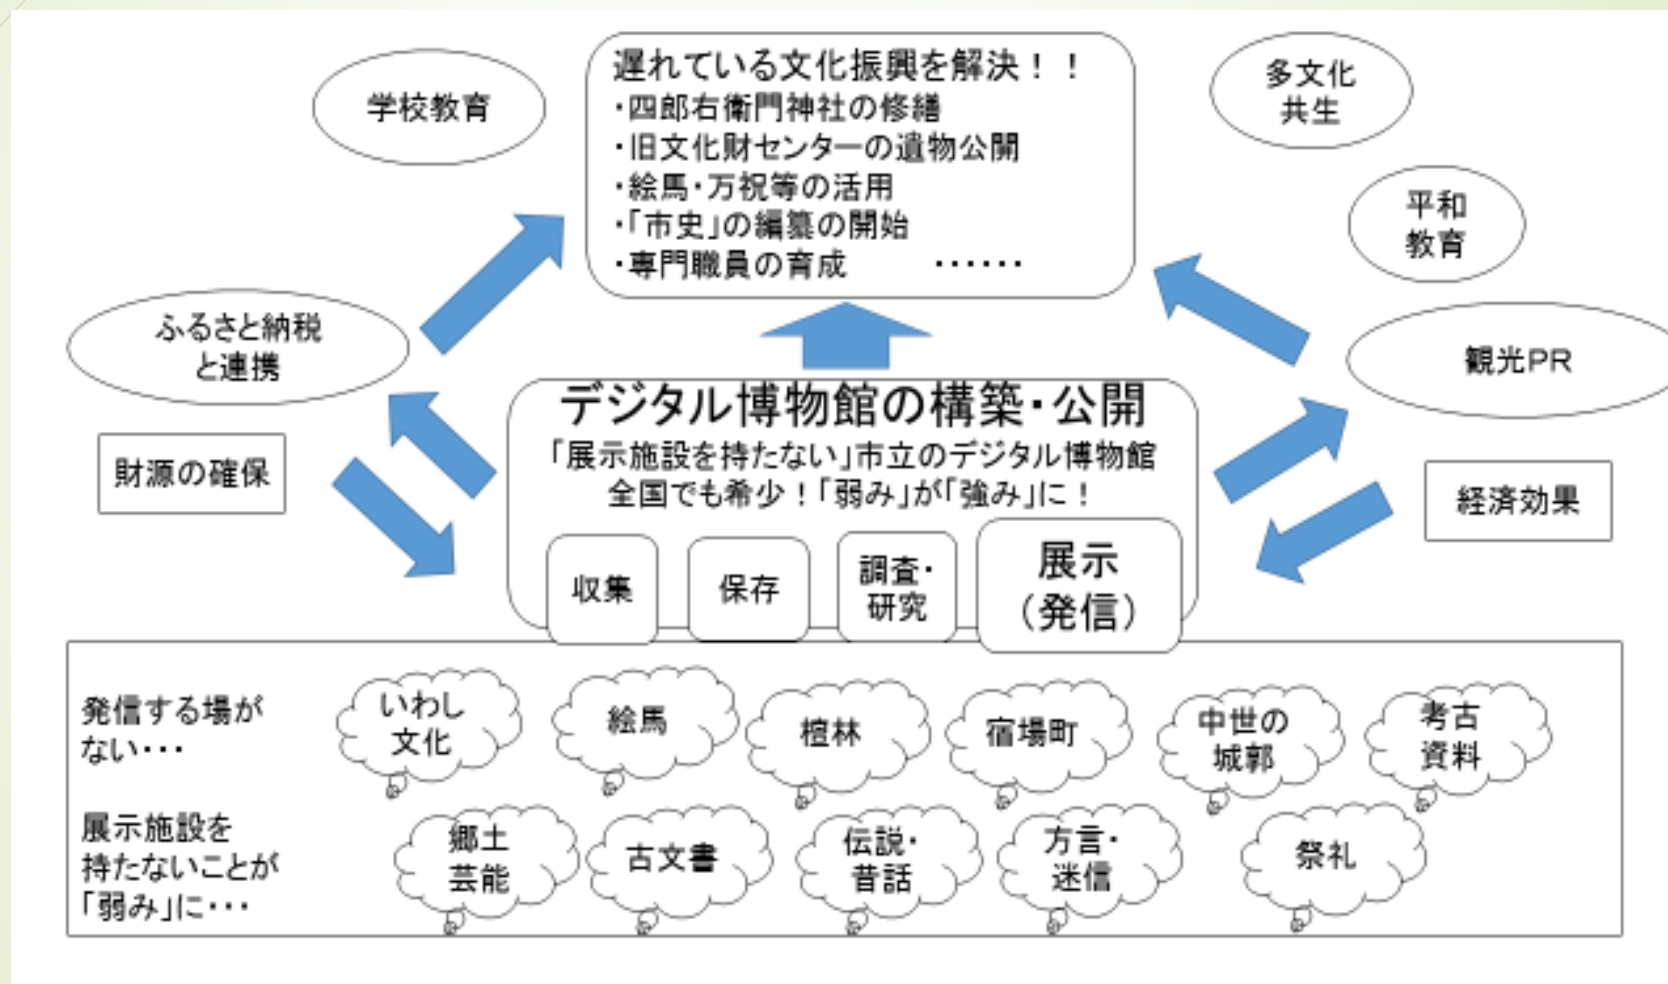 学校教育
遅れている文化振興を解決！！
・四郎右衛門神社の修繕
・旧文化財センターの遺物公開
・絵馬・万祝等の活用
・「市史」の編纂の開始
・専門職員の育成　　　・・・・・・
多文化
共生
平和
教育
ふるさと納税
と連携
観光PR
財源の確保
経済効果
デジタル博物館の構築・公開
「展示施設を持たない」市立のデジタル博物館
全国でも希少！「弱み」が「強み」に！
収集
保存
調査・
研究
展示
（発信）
発信する場が
ない・・・
いわし
文化
絵馬
檀林
宿場町
中世の
城郭
考古
資料
展示施設を
持たないことが
「弱み」に・・・
郷土
芸能
古文書
伝説・
昔話
方言・
迷信
祭礼